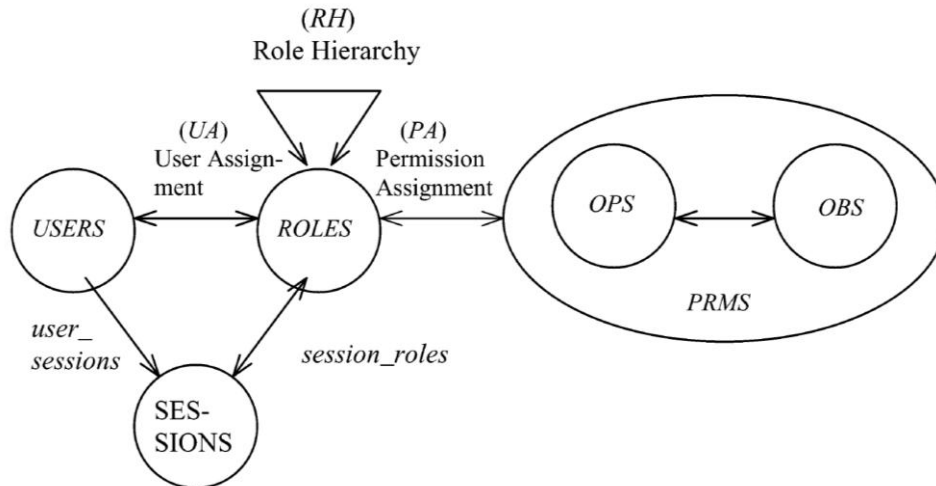 (RH)
Role Hierarchy
(UA)
User Assign-
ment
(PA)
Permission
Assignment
USERS
ROLES
OPS
OBS
PRMS
user_
sessions
session_roles
SES-
SIONS